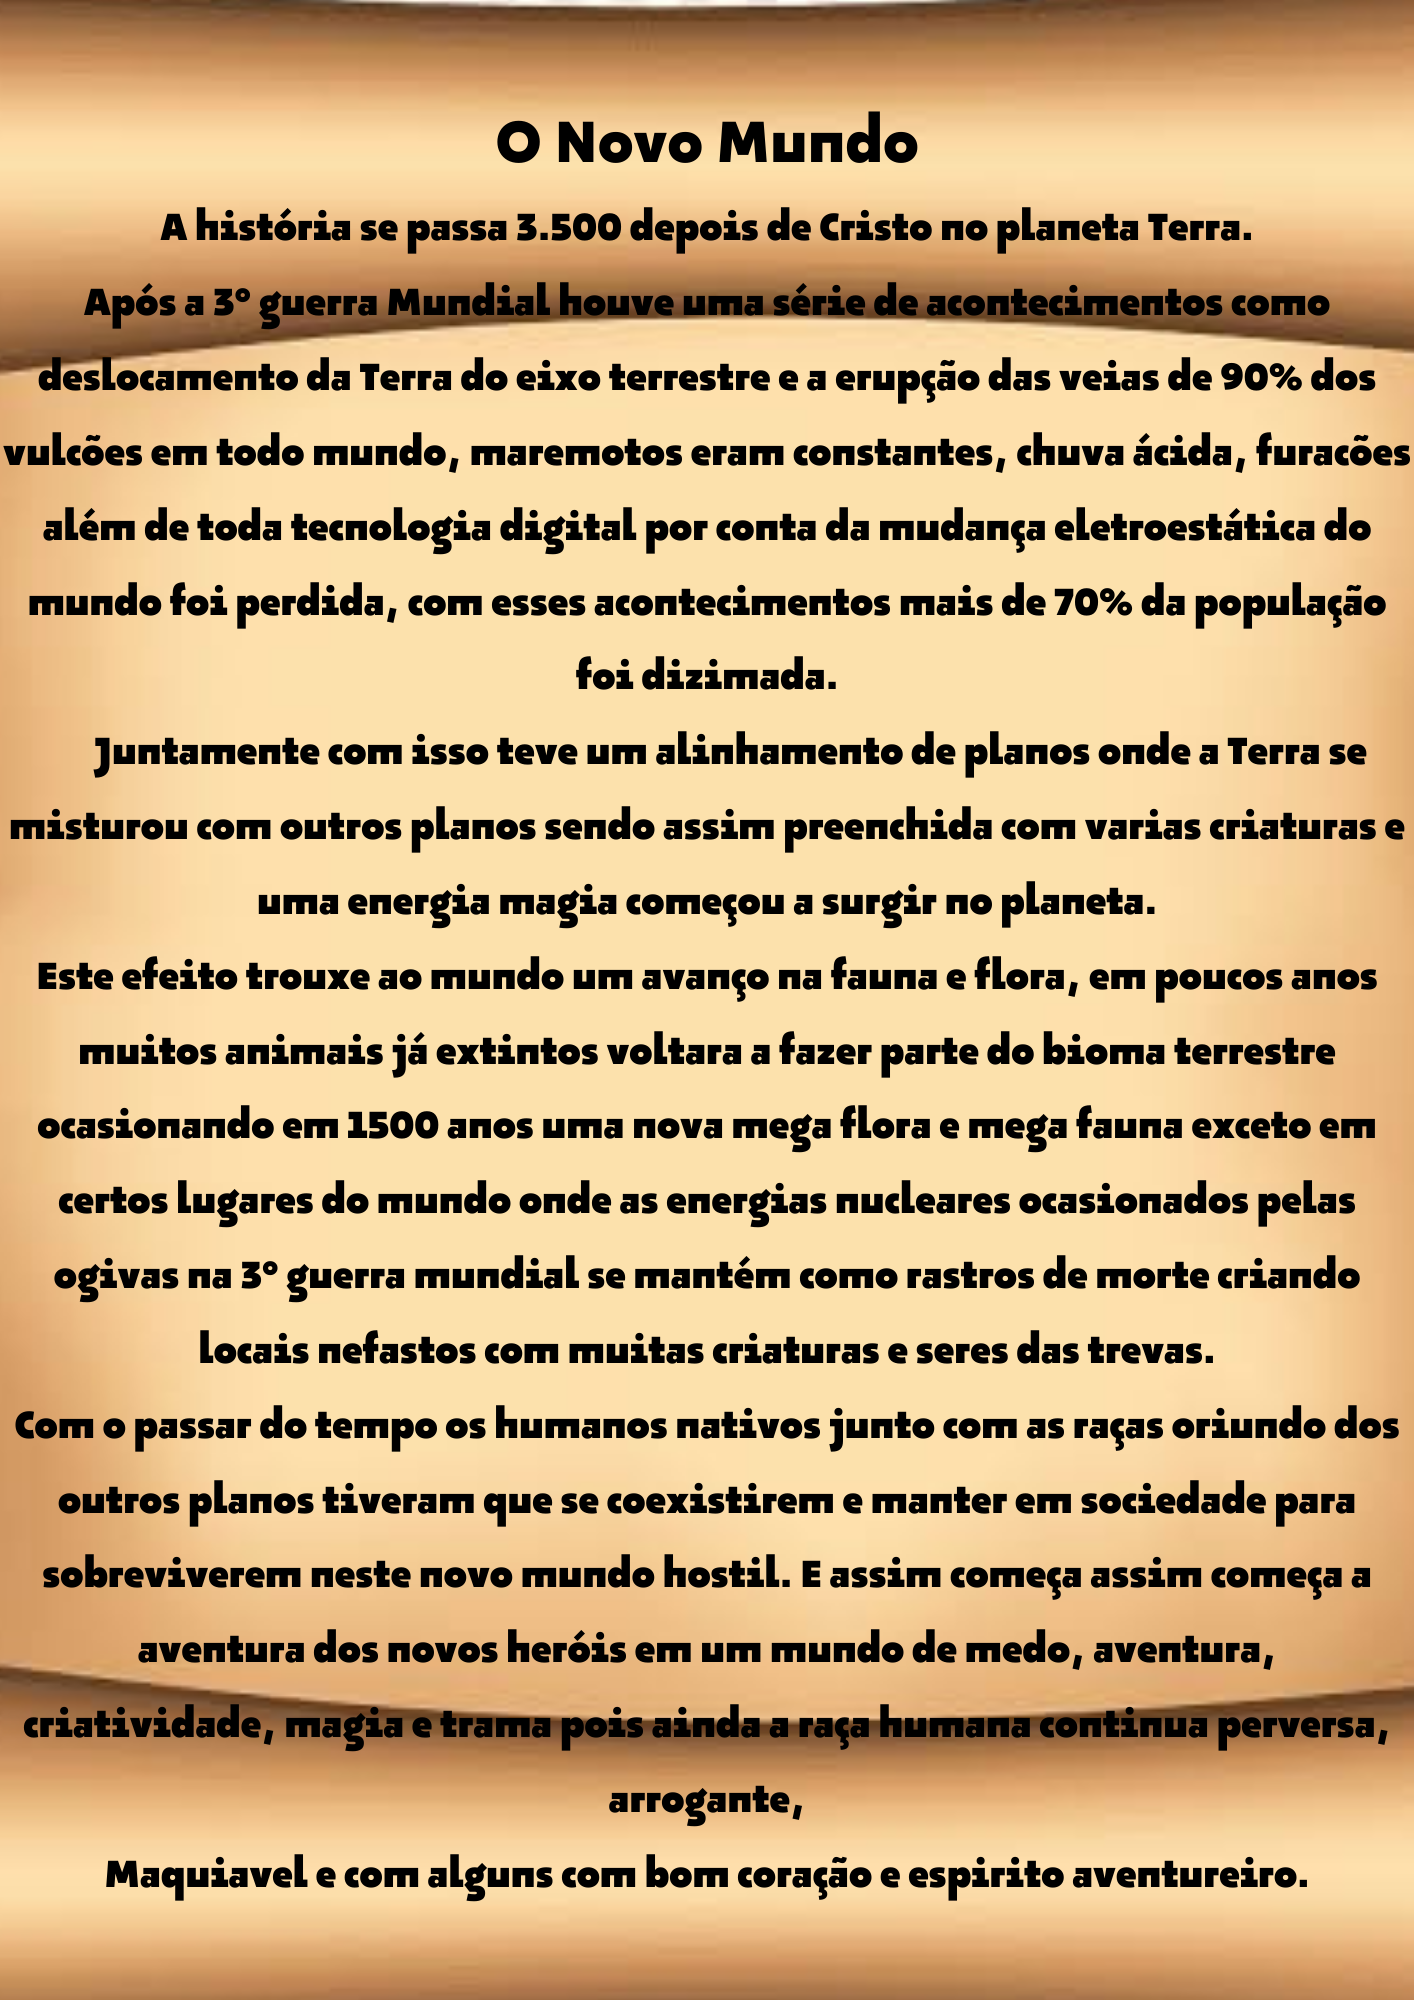 O Novo Mundo
A história se passa 3.500 depois de Cristo no planeta Terra.
Após a 3° guerra Mundial houve uma série de acontecimentos como
deslocamento da Terra do eixo terrestre e a erupção das veias de 90% dos
vulcões em todo mundo, maremotos eram constantes, chuva ácida, furacões
além de toda tecnologia digital por conta da mudança eletroestática do
mundo foi perdida, com esses acontecimentos mais de 70% da população
foi dizimada.
Juntamente com isso teve um alinhamento de planos onde a Terra se
misturou com outros planos sendo assim preenchida com varias criaturas e
uma energia magia começou a surgir no planeta.
Este efeito trouxe ao mundo um avanço na fauna e flora, em poucos anos
muitos animais já extintos voltara a fazer parte do bioma terrestre
ocasionando em 1500 anos uma nova mega flora e mega fauna exceto em
certos lugares do mundo onde as energias nucleares ocasionados pelas
ogivas na 3° guerra mundial se mantém como rastros de morte criando
locais nefastos com muitas criaturas e seres das trevas.
Com o passar do tempo os humanos nativos junto com as raças oriundo dos
outros planos tiveram que se coexistirem e manter em sociedade para
sobreviverem neste novo mundo hostil. E assim começa assim começa a
aventura dos novos heróis em um mundo de medo, aventura,
criatividade, magia e trama pois ainda a raça humana continua perversa,
arrogante,
Maquiavel e com alguns com bom coração e espirito aventureiro.